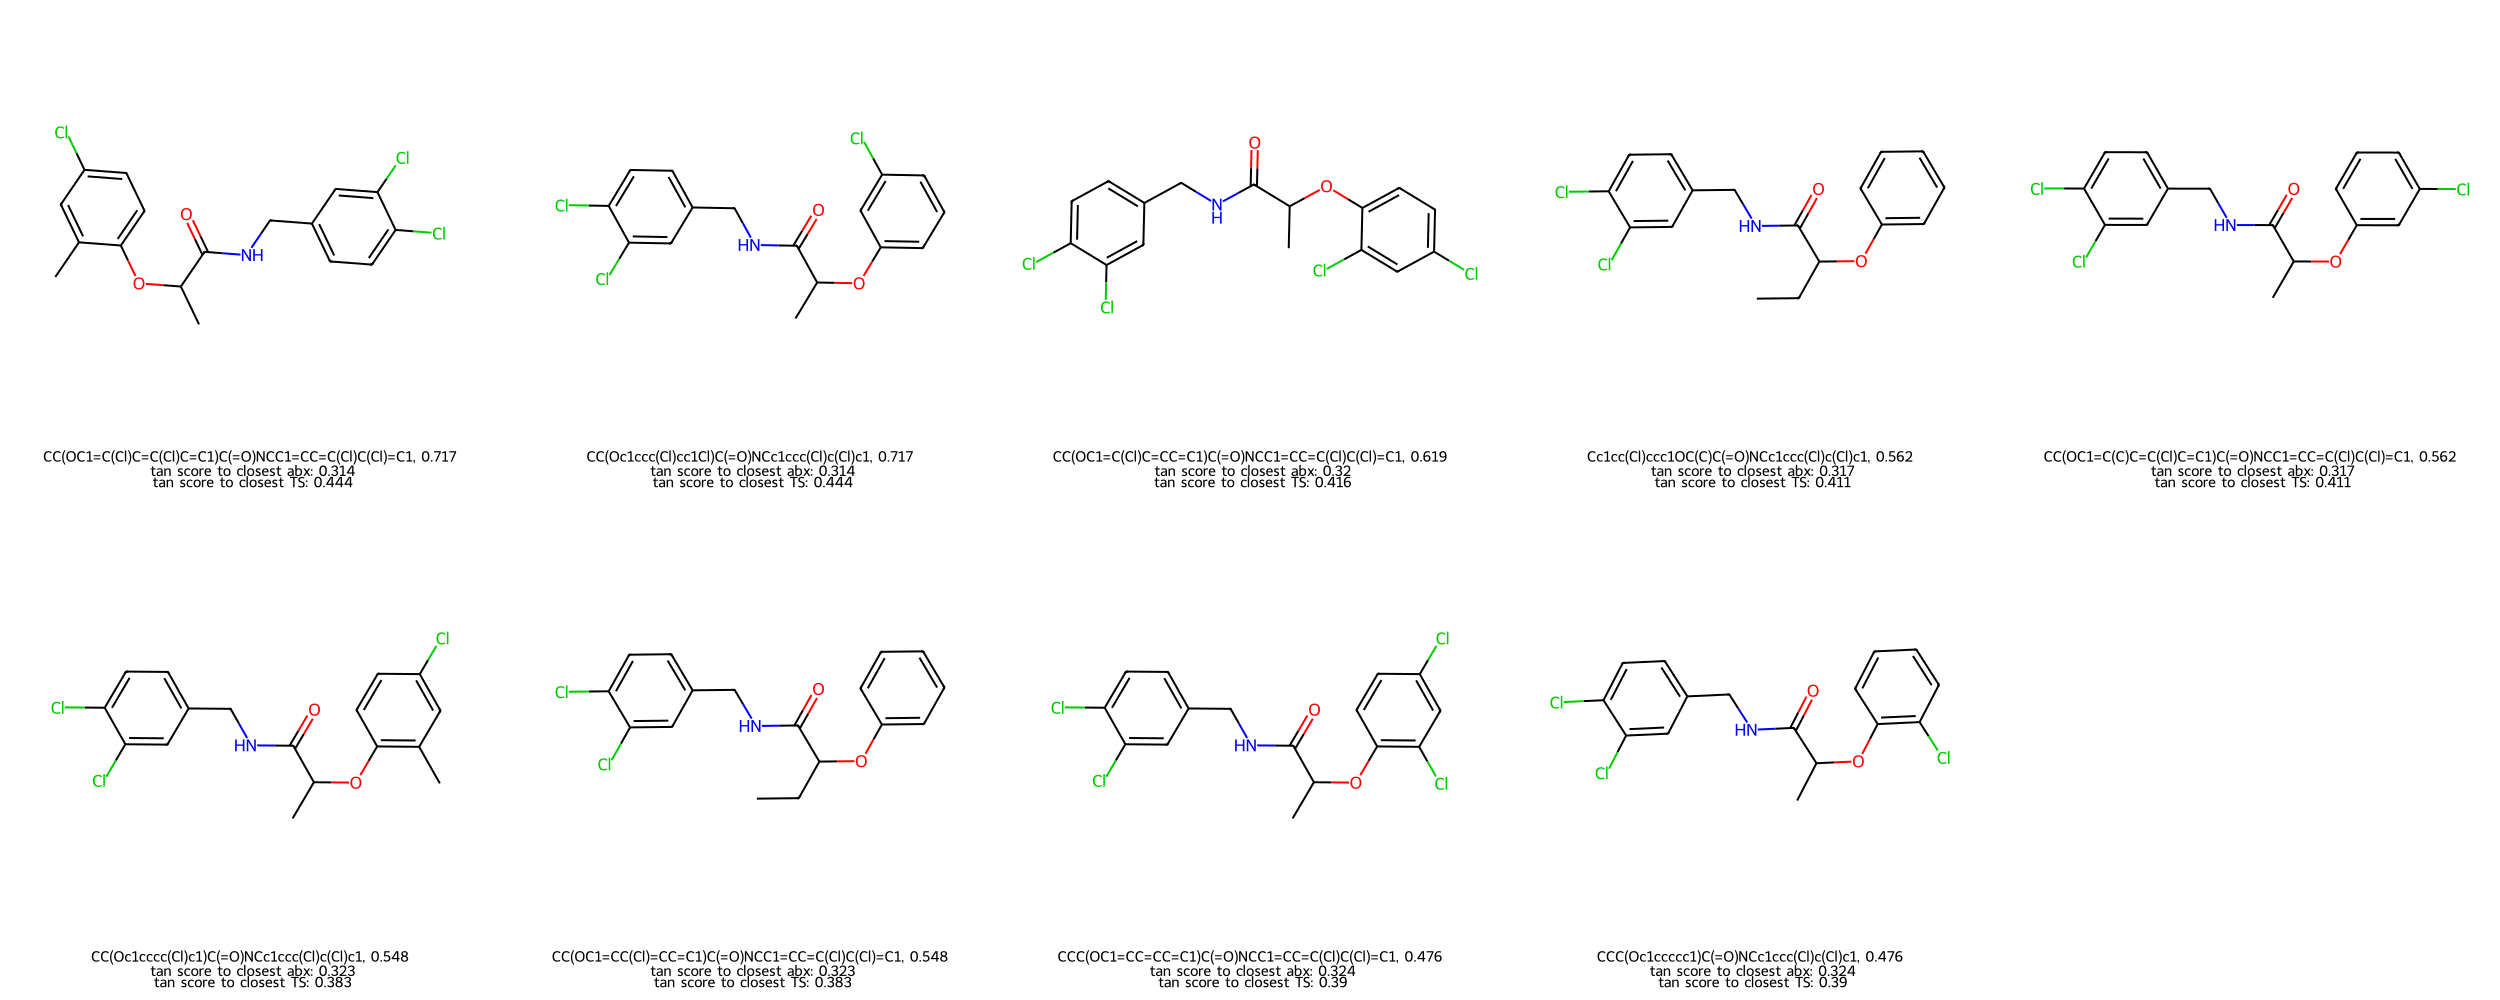 Cl
Cl
Cl
O
NH
O
Cl
Cl
Cl
O
HN
O
O
Cl
Cl
NH
O
Cl
Cl
Cl
Cl
O
HN
O
Cl
Cl
Cl
O
HN
O
CC(OC1=C(Cl)C=C(Cl)C=C1)C(=O)NCC1=CC=C(Cl)C(Cl)=C1, 0.717
tan score to closest abx: 0.314
tan score to closest TS: 0.444
CC(Oc1ccc(Cl)cc1Cl)C(=O)NCc1ccc(Cl)c(Cl)c1, 0.717
tan score to closest abx: 0.314
tan score to closest TS: 0.444
CC(OC1=C(Cl)C=CC=C1)C(=O)NCC1=CC=C(Cl)C(Cl)=C1, 0.619
tan score to closest abx: 0.32
tan score to closest TS: 0.416
Cc1cc(Cl)ccc1OC(C)C(=O)NCc1ccc(Cl)c(Cl)c1, 0.562
tan score to closest abx: 0.317
tan score to closest TS: 0.411
CC(OC1=C(C)C=C(Cl)C=C1)C(=O)NCC1=CC=C(Cl)C(Cl)=C1, 0.562
tan score to closest abx: 0.317
tan score to closest TS: 0.411
Cl
Cl
Cl
O
HN
O
Cl
Cl
O
HN
O
Cl
Cl
Cl
O
HN
O
Cl
Cl
Cl
O
HN
O
Cl
CC(Oc1cccc(Cl)c1)C(=O)NCc1ccc(Cl)c(Cl)c1, 0.548
tan score to closest abx: 0.323
tan score to closest TS: 0.383
CC(OC1=CC(Cl)=CC=C1)C(=O)NCC1=CC=C(Cl)C(Cl)=C1, 0.548
tan score to closest abx: 0.323
tan score to closest TS: 0.383
CCC(OC1=CC=CC=C1)C(=O)NCC1=CC=C(Cl)C(Cl)=C1, 0.476
tan score to closest abx: 0.324
tan score to closest TS: 0.39
CCC(Oc1ccccc1)C(=O)NCc1ccc(Cl)c(Cl)c1, 0.476
tan score to closest abx: 0.324
tan score to closest TS: 0.39